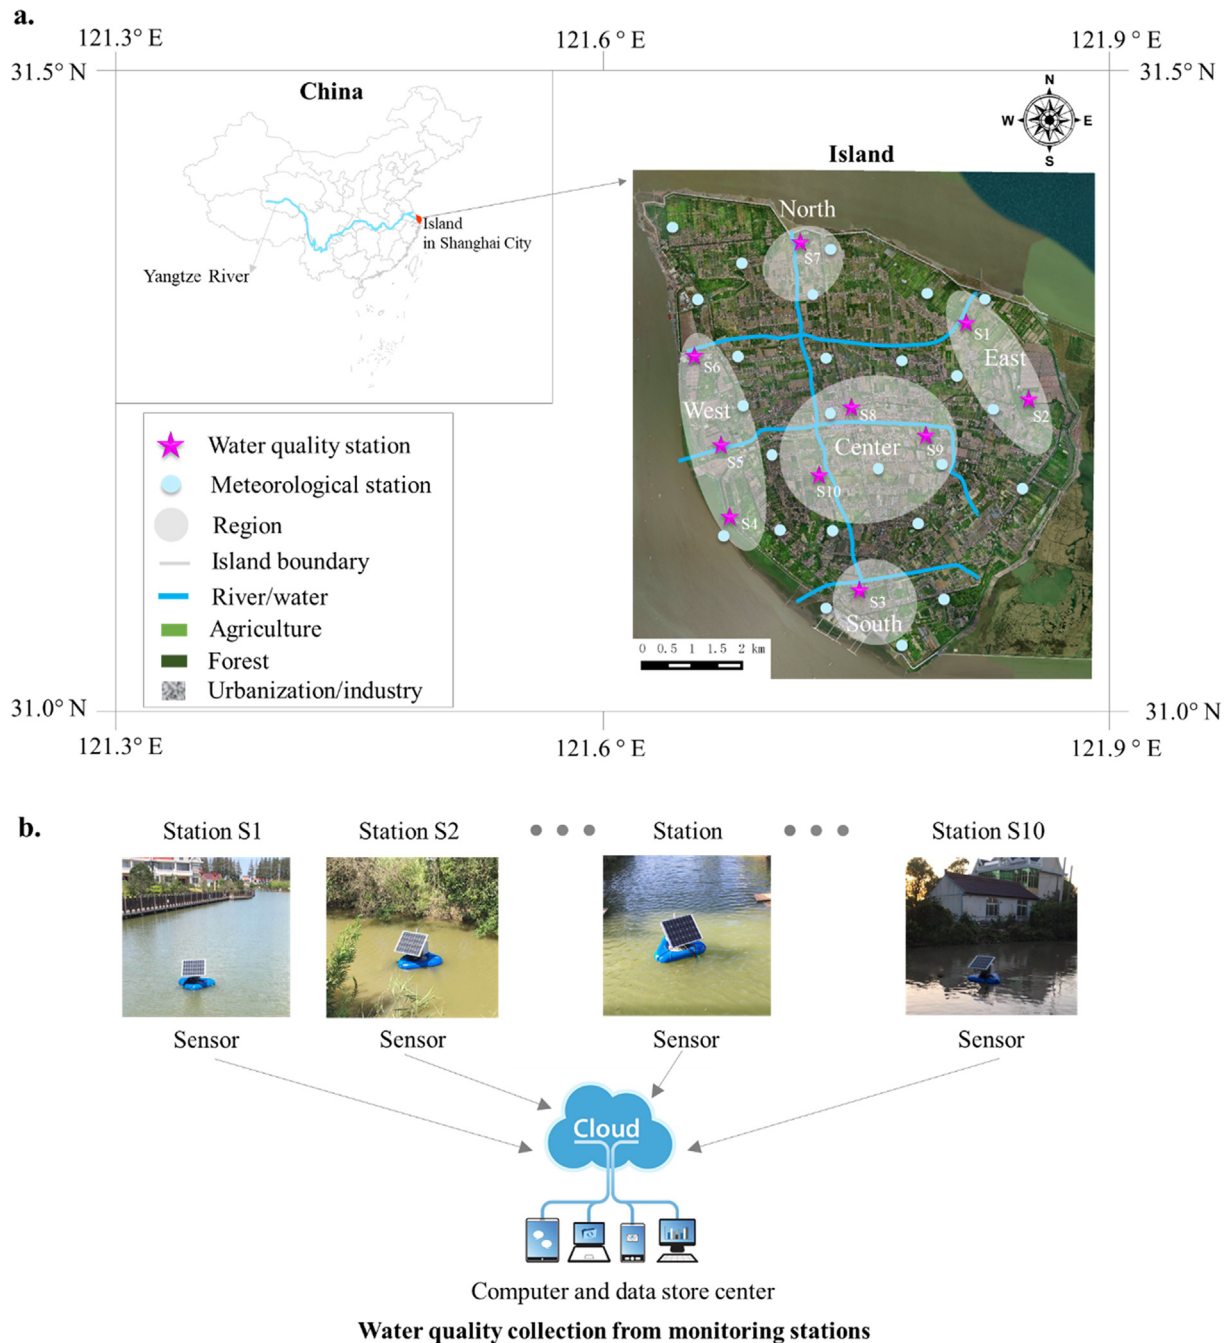 a.
121.3° E
121.6 ° E
121.9 ° E
31.5° N
31.5° N
China
N
W
E
S
Island
Island
in Shanghai City
Yangtze River
North
S7
S1
East
S6
S2
West
S8
Center
S9
S5
S10
S4
S3
South
0 0.5 1 1.5 2 km
Water quality station
Meteorological station
Region
Island boundary
River/water
Agriculture
Forest
Urbanization/industry
31.0° N
31.0° N
121.3° E
121.6 ° E
121.9 ° E
b.
Station S1
Station S2
Station
Station S10
Sensor
Sensor
Sensor
Sensor
Cloud
Computer and data store center
Water quality collection from monitoring stations